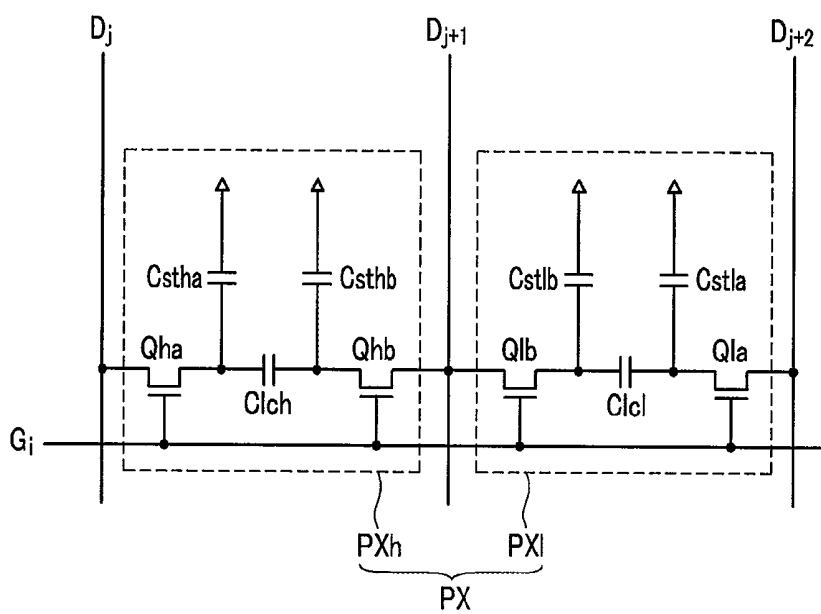 Dj Dj+1 Dj+2
Cstha Csthb Cstlb Cstla
Qha Qhb Qlb Qla
Clch Clcl
Gi
PXh PXl
PX